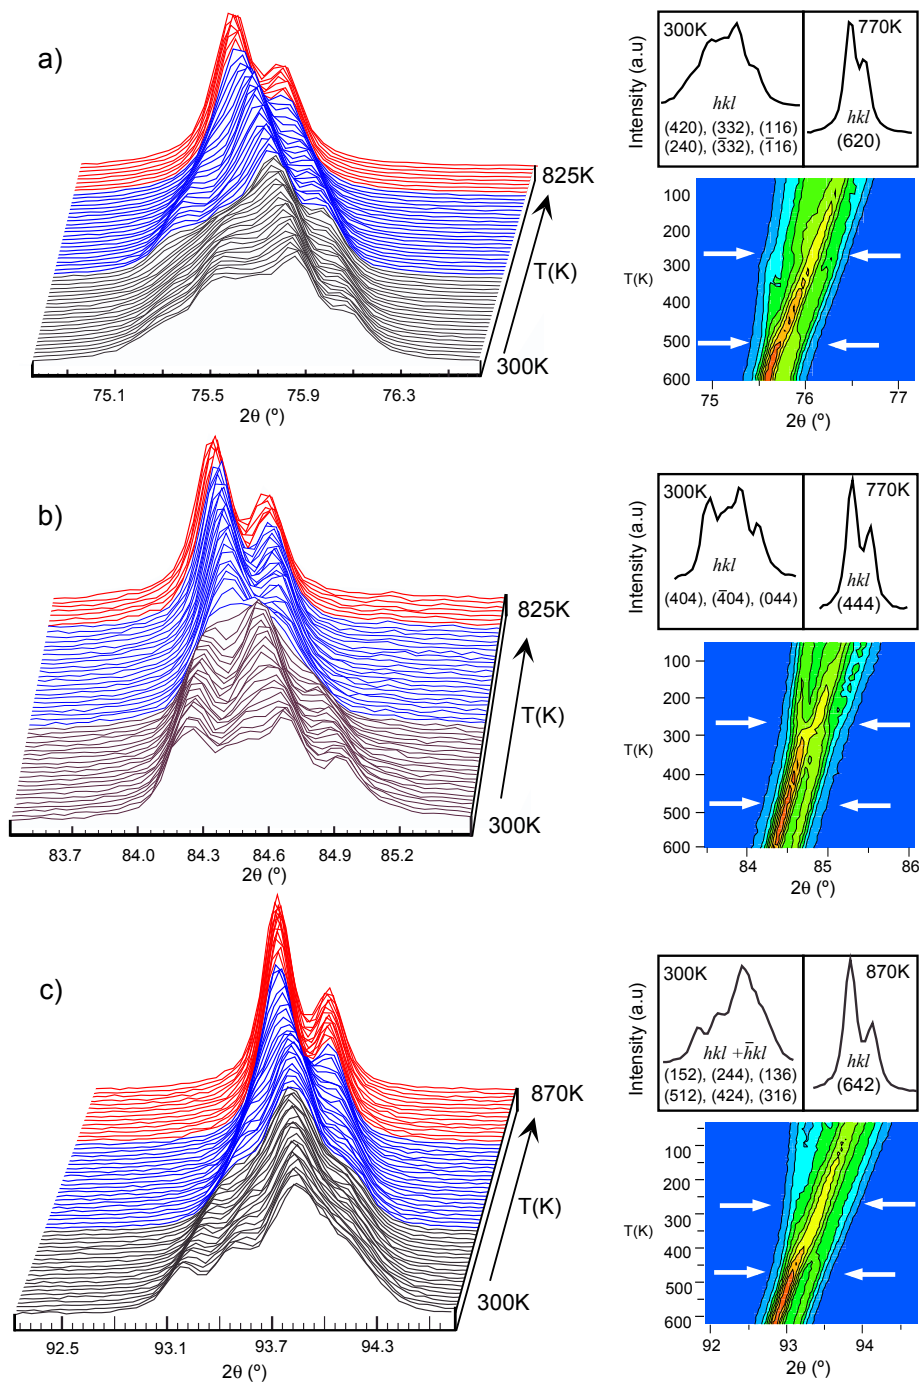 a)
825K
T(K)
300K
75.1 75.5 75.9 76.3
2θ (º)
Intensity (a.u)
300K
hkl
(420), (332), (116)
(240), (3̅32), (1̅16)
770K
hkl
(620)
100
200
300
400
500
600
T(K)
75 76 77
2θ (º)
b)
825K
T(K)
300K
83.7 84.0 84.3 84.6 84.9 85.2
2θ (º)
Intensity (a.u)
300K
hkl
(404), (4̅04), (044)
770K
hkl
(444)
100
200
300
400
500
600
T(K)
84 85 86
2θ (º)
c)
870K
T(K)
300K
92.5 93.1 93.7 94.3
2θ (º)
Intensity (a.u)
300K
hkl +h̅kl
(152), (244), (136)
(512), (424), (316)
870K
hkl
(642)
100
200
300
400
500
600
T(K)
92 93 94
2θ (º)